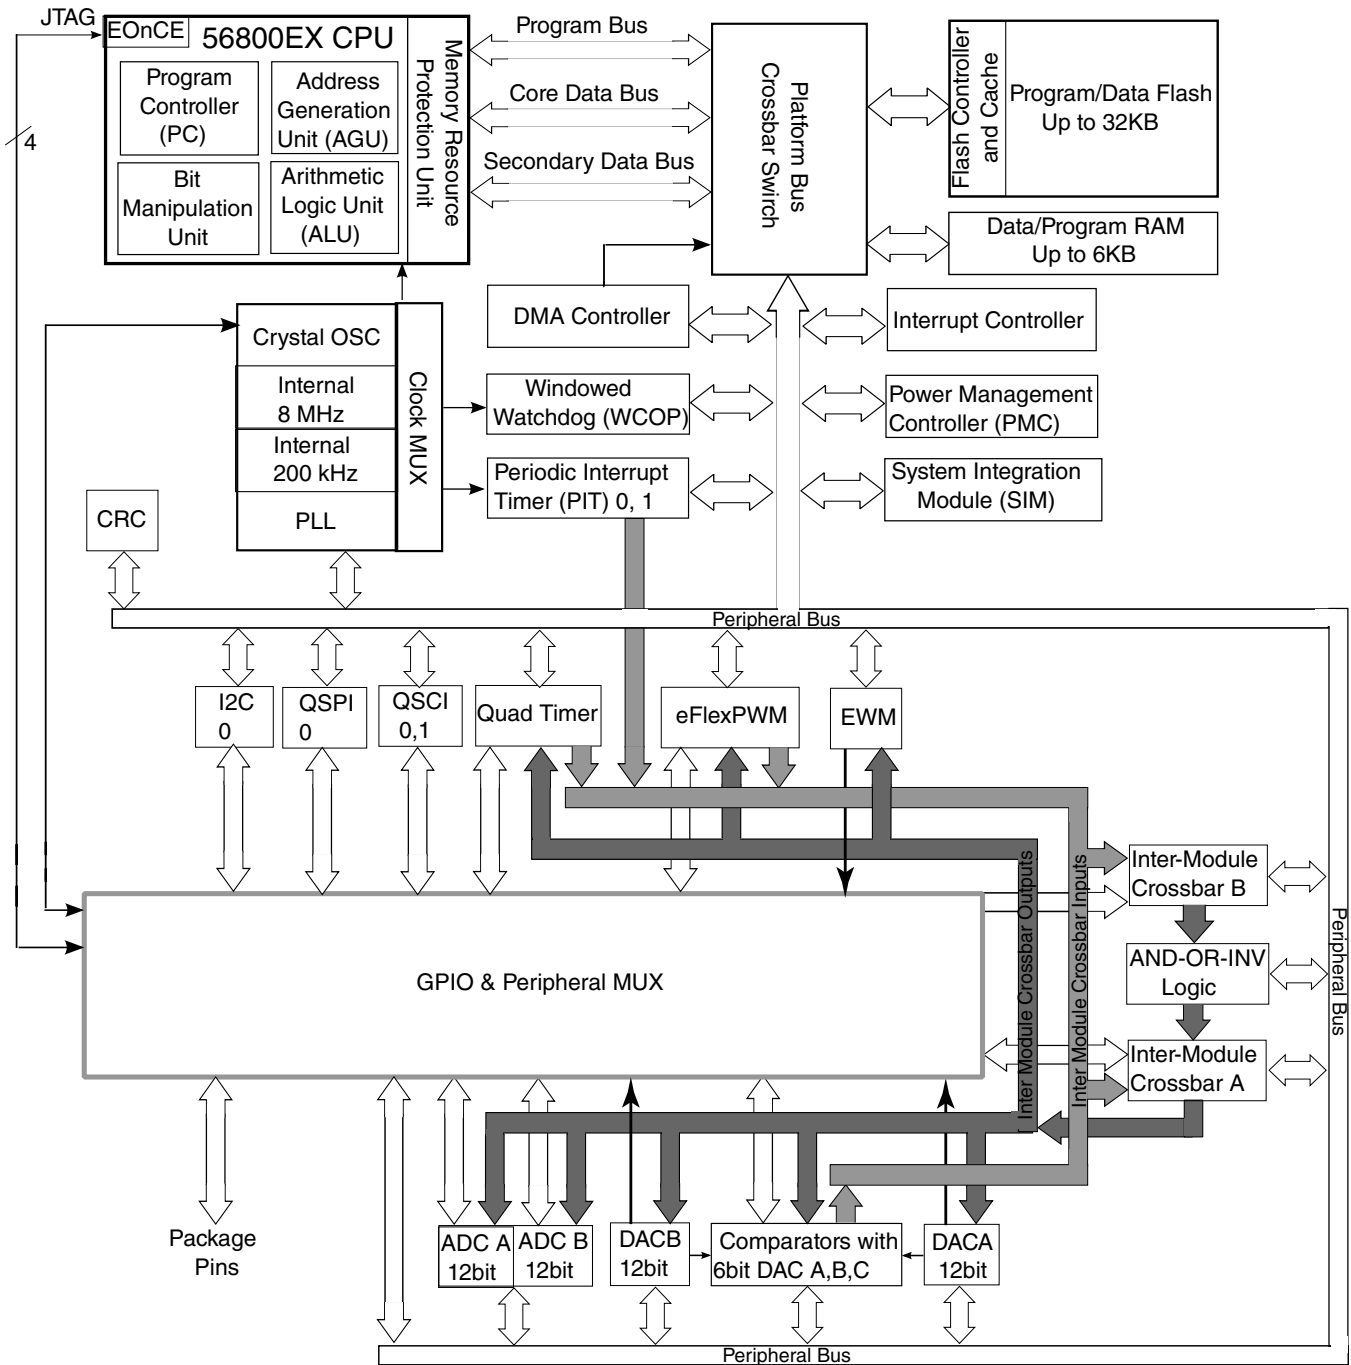 JTAG
EOnCE
56800EX CPU
Program
Controller
(PC)
Address
Generation
Unit (AGU)
Bit
Manipulation
Unit
Arithmetic
Logic Unit
(ALU)
Memory Resource
Protection Unit
4
Program Bus
Core Data Bus
Secondary Data Bus
Platform Bus
Crossbar Swirch
Flash Controller
and Cache
Program/Data Flash
Up to 32KB
Data/Program RAM
Up to 6KB
Crystal OSC
Internal
8 MHz
Internal
200 kHz
PLL
Clock MUX
DMA Controller
Windowed
Watchdog (WCOP)
Periodic Interrupt
Timer (PIT) 0, 1
Interrupt Controller
Power Management
Controller (PMC)
System Integration
Module (SIM)
CRC
Peripheral Bus
I2C
0
QSPI
0
QSCI
0,1
Quad Timer
eFlexPWM
EWM
Inter Module Crossbar Outputs
Inter Module Crossbar Inputs
Inter-Module
Crossbar B
AND-OR-INV
Logic
Inter-Module
Crossbar A
Peripheral Bus
GPIO & Peripheral MUX
Package
Pins
ADC A
12bit
ADC B
12bit
DACB
12bit
Comparators with
6bit DAC A,B,C
DACA
12bit
Peripheral Bus